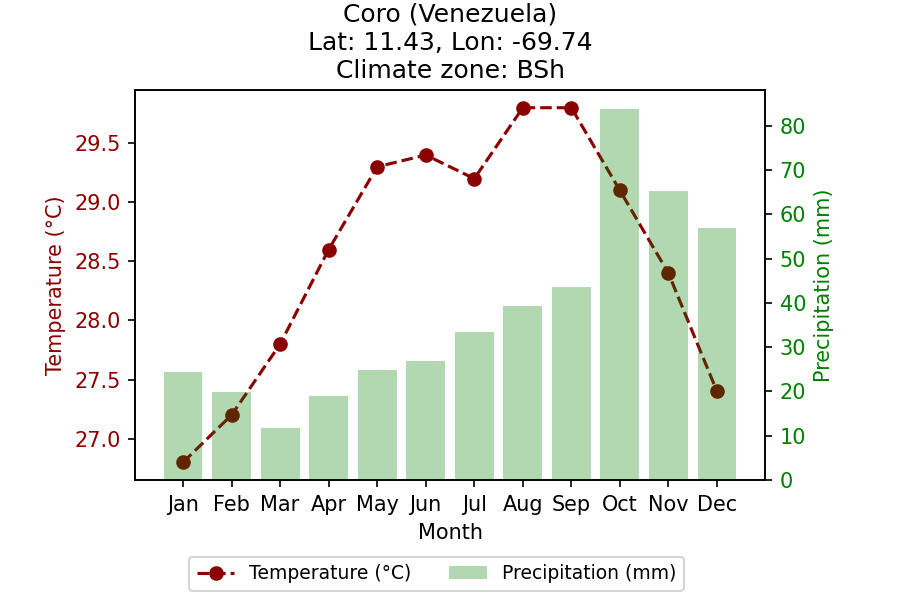 Coro (Venezuela)
Lat: 11.43, Lon: -69.74
Climate zone: BSh
Temperature (°C)
29.5
29.0
28.5
28.0
27.5
27.0
80
70
60
50
40
30
20
10
0
Precipitation (mm)
Jan Feb Mar Apr May Jun Jul Aug Sep Oct Nov Dec
Month
Temperature (°C) Precipitation (mm)